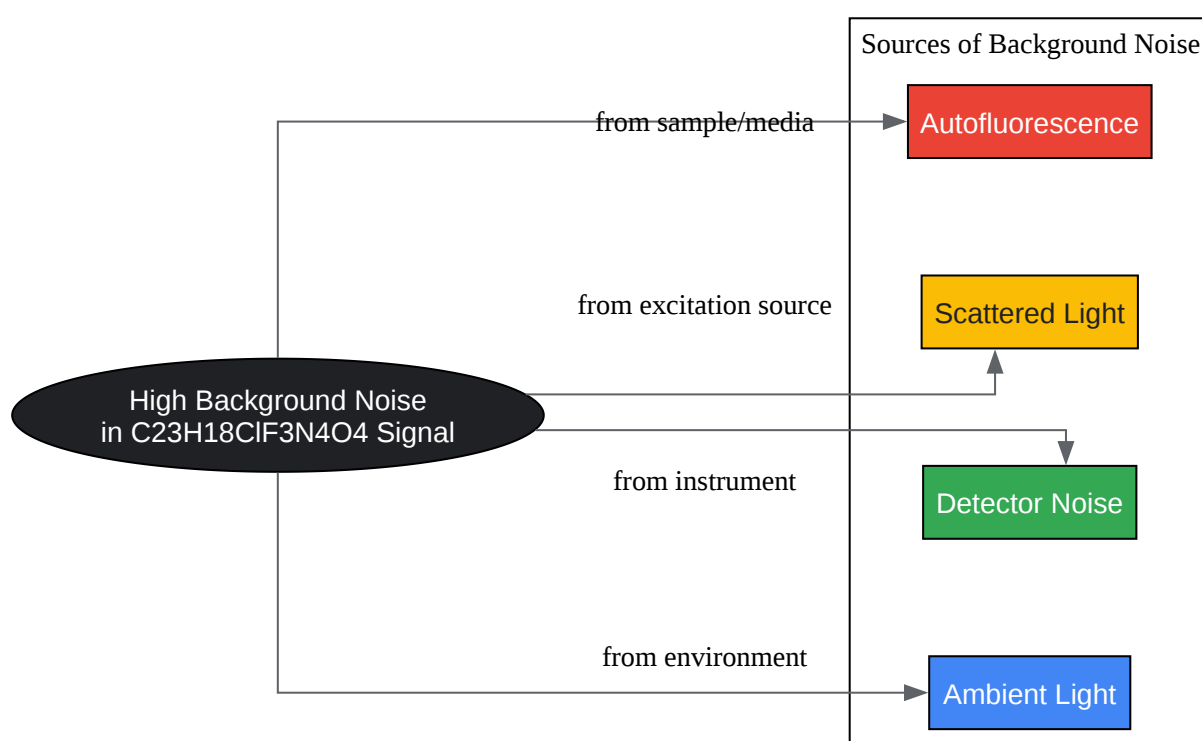 Sources of Background Noise
from sample/media
Autofluorescence
from excitation source
Scattered Light
High Background Noise
in C23H18ClF3N4O4 Signal
from instrument
Detector Noise
from environment
Ambient Light